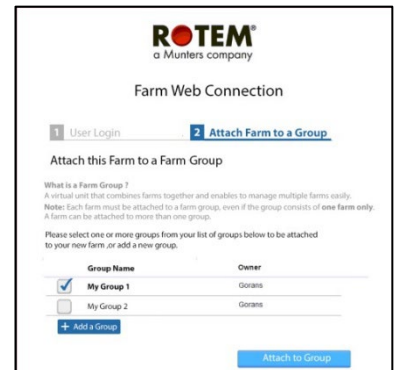 ROTEM®
a Munters company
Farm Web Connection
1 User Login
2 Attach Farm to a Group
Attach this Farm to a Farm Group
What is a Farm Group ?
A virtual unit that combines farms together and enables to manage multiple farms easily.
Note: Each farm must be attached to a farm group, even if the group consists of one farm only.
A farm can be attached to more than one group.
Please select one or more groups from your list of groups below to be attached
to your new farm ,or add a new group.
Group Name Owner
My Group 1 Gorans
My Group 2 Gorans
+ Add a Group
Attach to Group